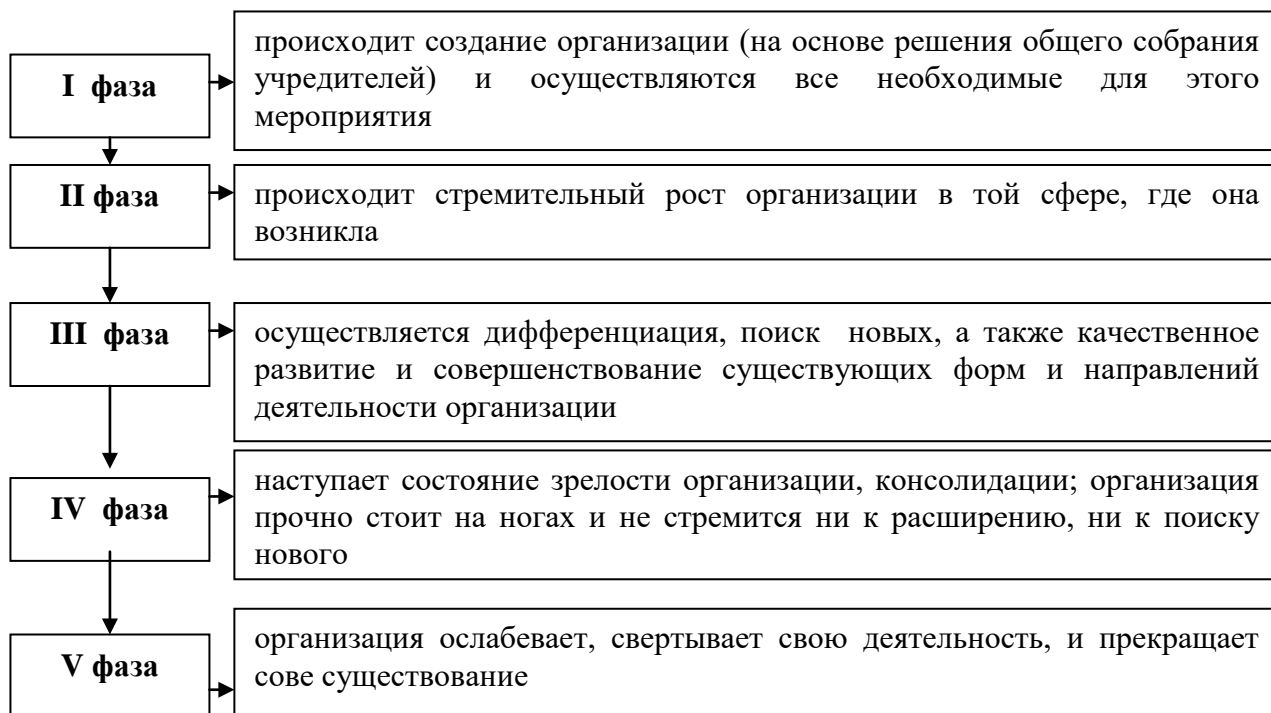 I фаза
происходит создание организации (на основе решения общего собрания
учредителей) и осуществляются все необходимые для этого
мероприятия
II фаза
происходит стремительный рост организации в той сфере, где она
возникла
III фаза
осуществляется дифференциация, поиск новых, а также качественное
развитие и совершенствование существующих форм и направлений
деятельности организации
IV фаза
наступает состояние зрелости организации, консолидации; организация
прочно стоит на ногах и не стремится ни к расширению, ни к поиску
нового
V фаза
организация ослабевает, свертывает свою деятельность, и прекращает
сове существование